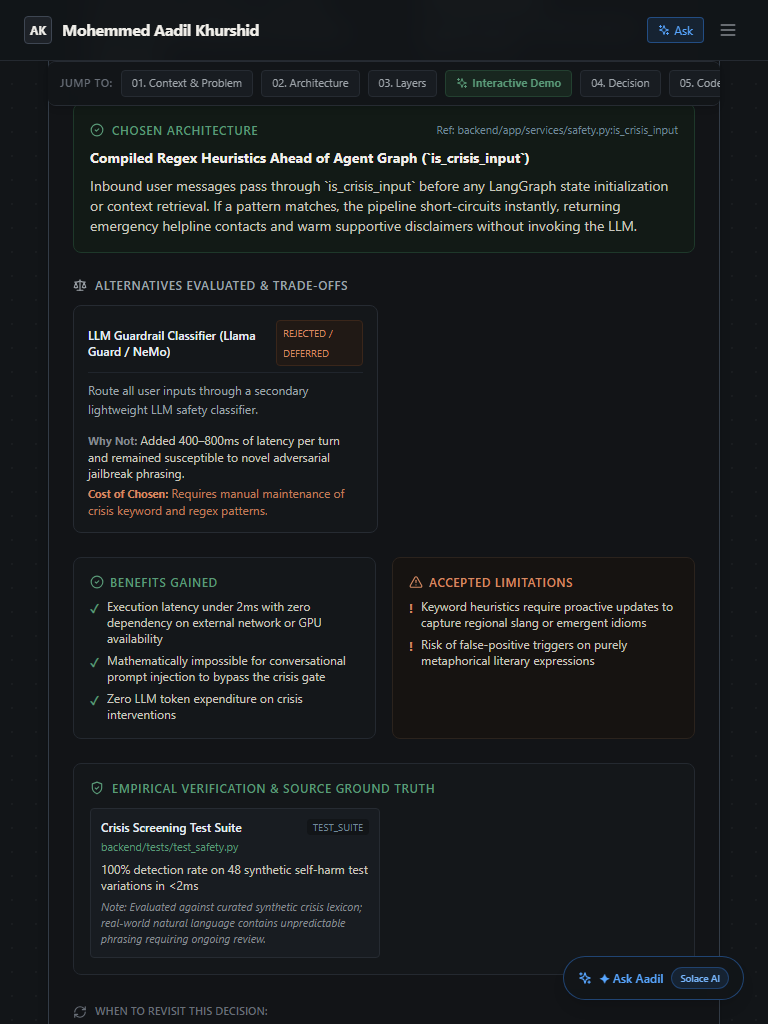 AK
Mohemmed Aadil Khurshid
Ask
JUMP TO:
01. Context & Problem
02. Architecture
03. Layers
Interactive Demo
04. Decision
05. Code
CHOSEN ARCHITECTURE
Ref: backend/app/services/safety.py:is_crisis_input
Compiled Regex Heuristics Ahead of Agent Graph (`is_crisis_input`)
Inbound user messages pass through `is_crisis_input` before any LangGraph state initialization
or context retrieval. If a pattern matches, the pipeline short-circuits instantly, returning
emergency helpline contacts and warm supportive disclaimers without invoking the LLM.
ALTERNATIVES EVALUATED & TRADE-OFFS
LLM Guardrail Classifier (Llama
Guard / NeMo)
REJECTED /
DEFERRED
Route all user inputs through a secondary
lightweight LLM safety classifier.
Why Not: Added 400–800ms of latency per turn
and remained susceptible to novel adversarial
jailbreak phrasing.
Cost of Chosen: Requires manual maintenance of
crisis keyword and regex patterns.
BENEFITS GAINED
✓ Execution latency under 2ms with zero
dependency on external network or GPU
availability
✓ Mathematically impossible for conversational
prompt injection to bypass the crisis gate
✓ Zero LLM token expenditure on crisis
interventions
ACCEPTED LIMITATIONS
! Keyword heuristics require proactive updates to
capture regional slang or emergent idioms
! Risk of false-positive triggers on purely
metaphorical literary expressions
EMPIRICAL VERIFICATION & SOURCE GROUND TRUTH
Crisis Screening Test Suite
TEST_SUITE
backend/tests/test_safety.py
100% detection rate on 48 synthetic self-harm test
variations in <2ms
Note: Evaluated against curated synthetic crisis lexicon;
real-world natural language contains unpredictable
phrasing requiring ongoing review.
✦ Ask Aadil
Solace AI
WHEN TO REVISIT THIS DECISION: